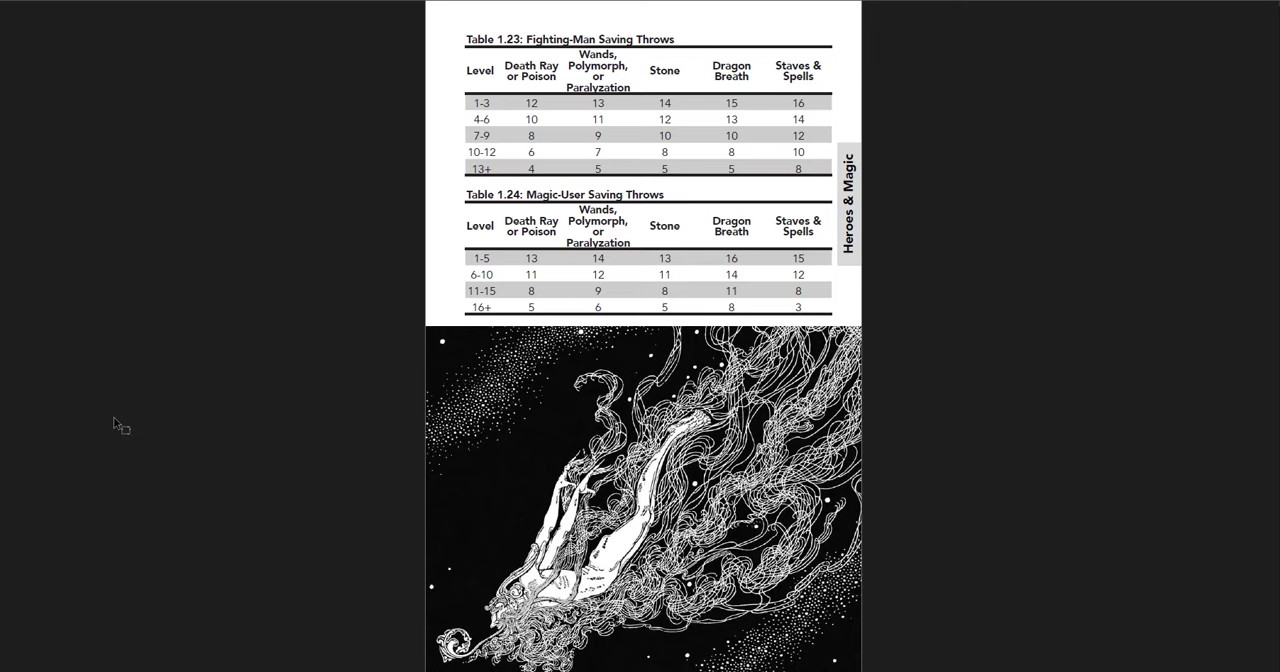 Table 1.23: Fighting-Man Saving Throws
Level Death Ray or Poison Wands, Polymorph, or Paralyzation Stone Dragon Breath Staves & Spells
1-3 12 13 14 15 16
4-6 10 11 12 13 14
7-9 8 9 10 10 12
10-12 6 7 8 8 10
13+ 4 5 5 5 8
Table 1.24: Magic-User Saving Throws
Level Death Ray or Poison Wands, Polymorph, or Paralyzation Stone Dragon Breath Staves & Spells
1-5 13 14 13 16 15
6-10 11 12 11 14 12
11-15 8 9 8 11 8
16+ 5 6 5 8 3
Heroes & Magic